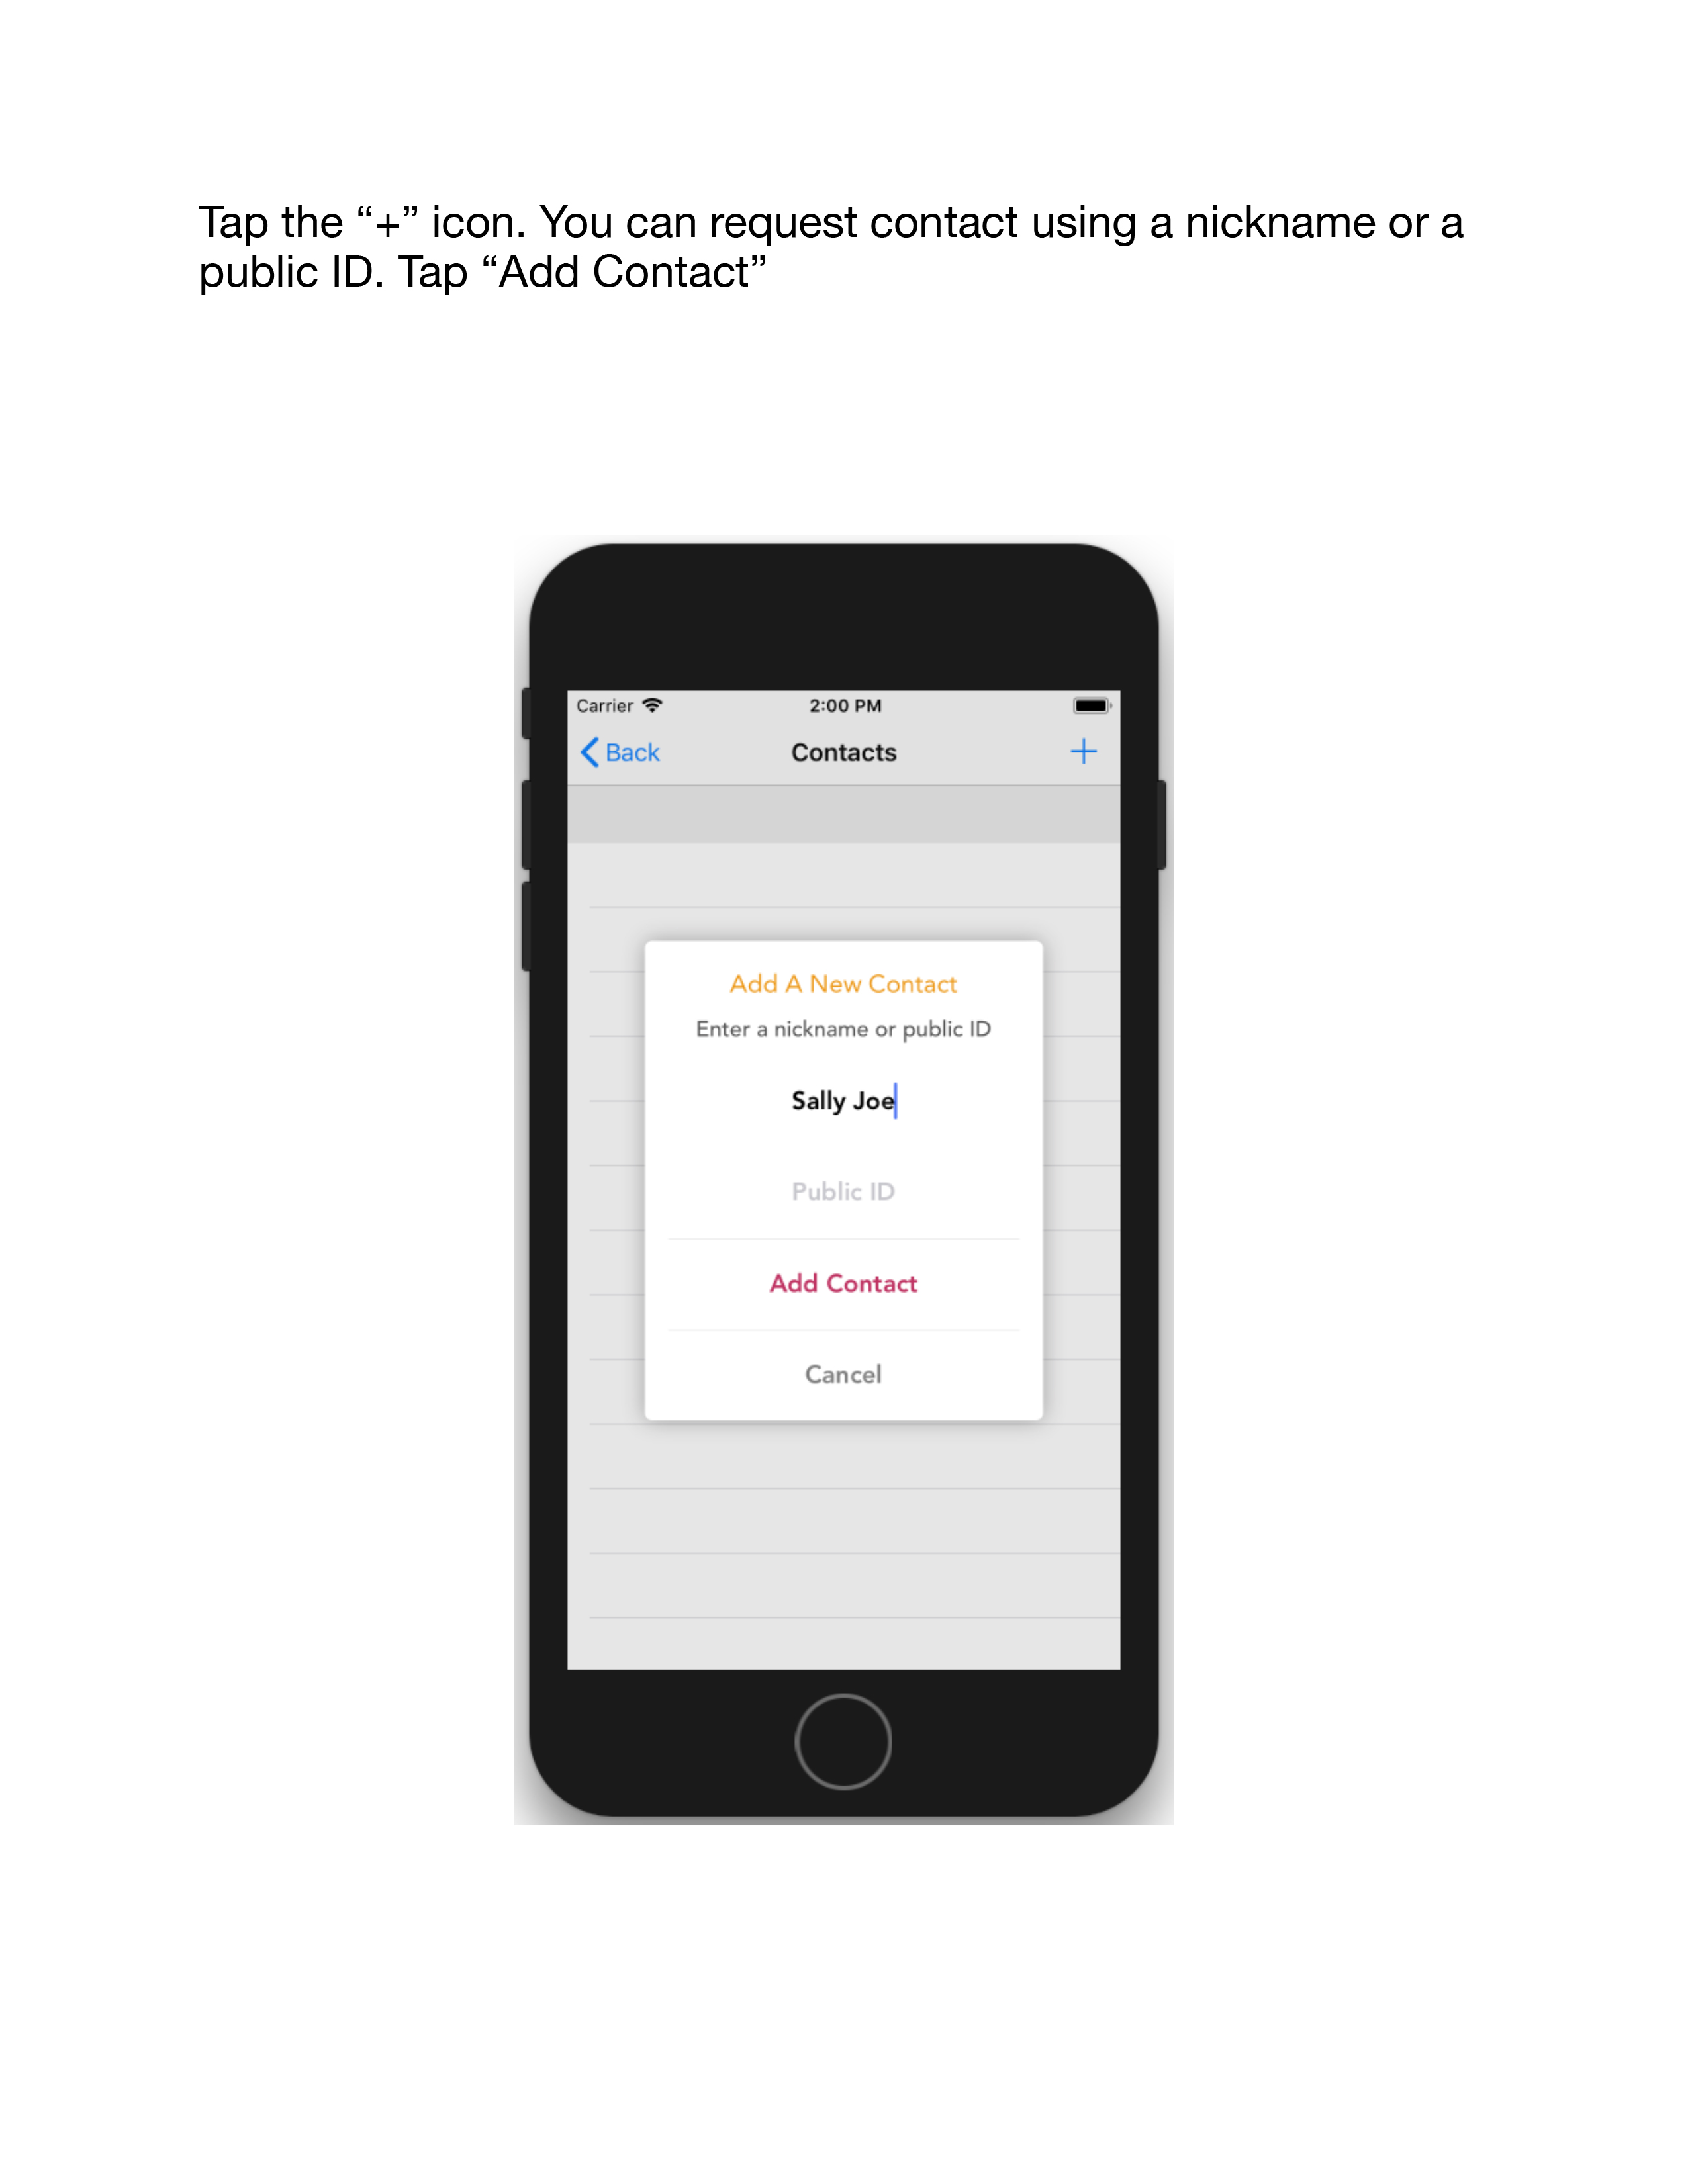 Tap the “+” icon. You can request contact using a nickname or a
public ID. Tap “Add Contact”
Carrier
2:00 PM
Back
Contacts
+
Add A New Contact
Enter a nickname or public ID
Sally Joe
Public ID
Add Contact
Cancel